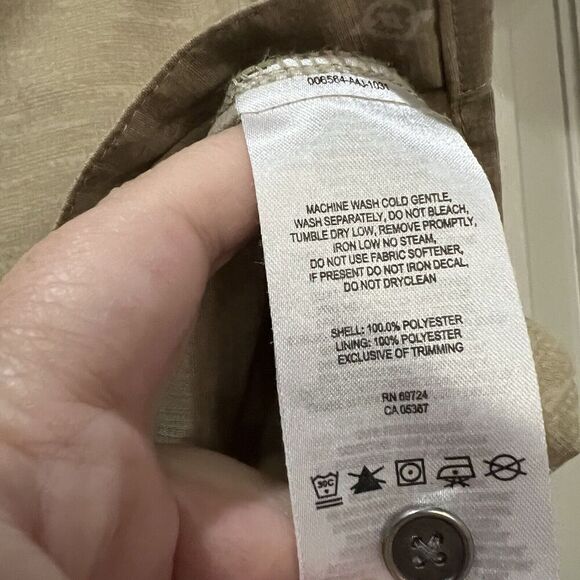 006564-A4J-1031
MACHINE WASH COLD GENTLE,
WASH SEPARATELY, DO NOT BLEACH,
TUMBLE DRY LOW, REMOVE PROMPTLY,
IRON LOW NO STEAM,
DO NOT USE FABRIC SOFTENER,
IF PRESENT DO NOT IRON DECAL,
DO NOT DRYCLEAN
SHELL: 100.0% POLYESTER
LINING: 100% POLYESTER
EXCLUSIVE OF TRIMMING
RN 69724
CA 05367
30C